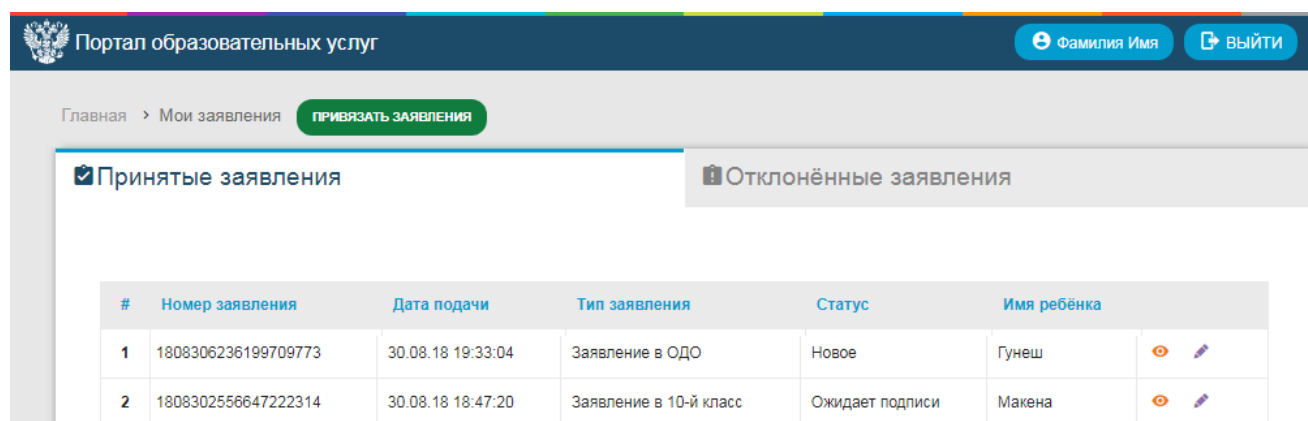 Портал образовательных услуг Фамилия Имя ВЫЙТИ
Главная > Мои заявления ПРИВЯЗАТЬ ЗАЯВЛЕНИЯ
Принятые заявления Отклонённые заявления
# Номер заявления Дата подачи Тип заявления Статус Имя ребёнка
1 1808306236199709773 30.08.18 19:33:04 Заявление в ОДО Новое Гунеш
2 1808302556647222314 30.08.18 18:47:20 Заявление в 10-й класс Ожидает подписи Макена